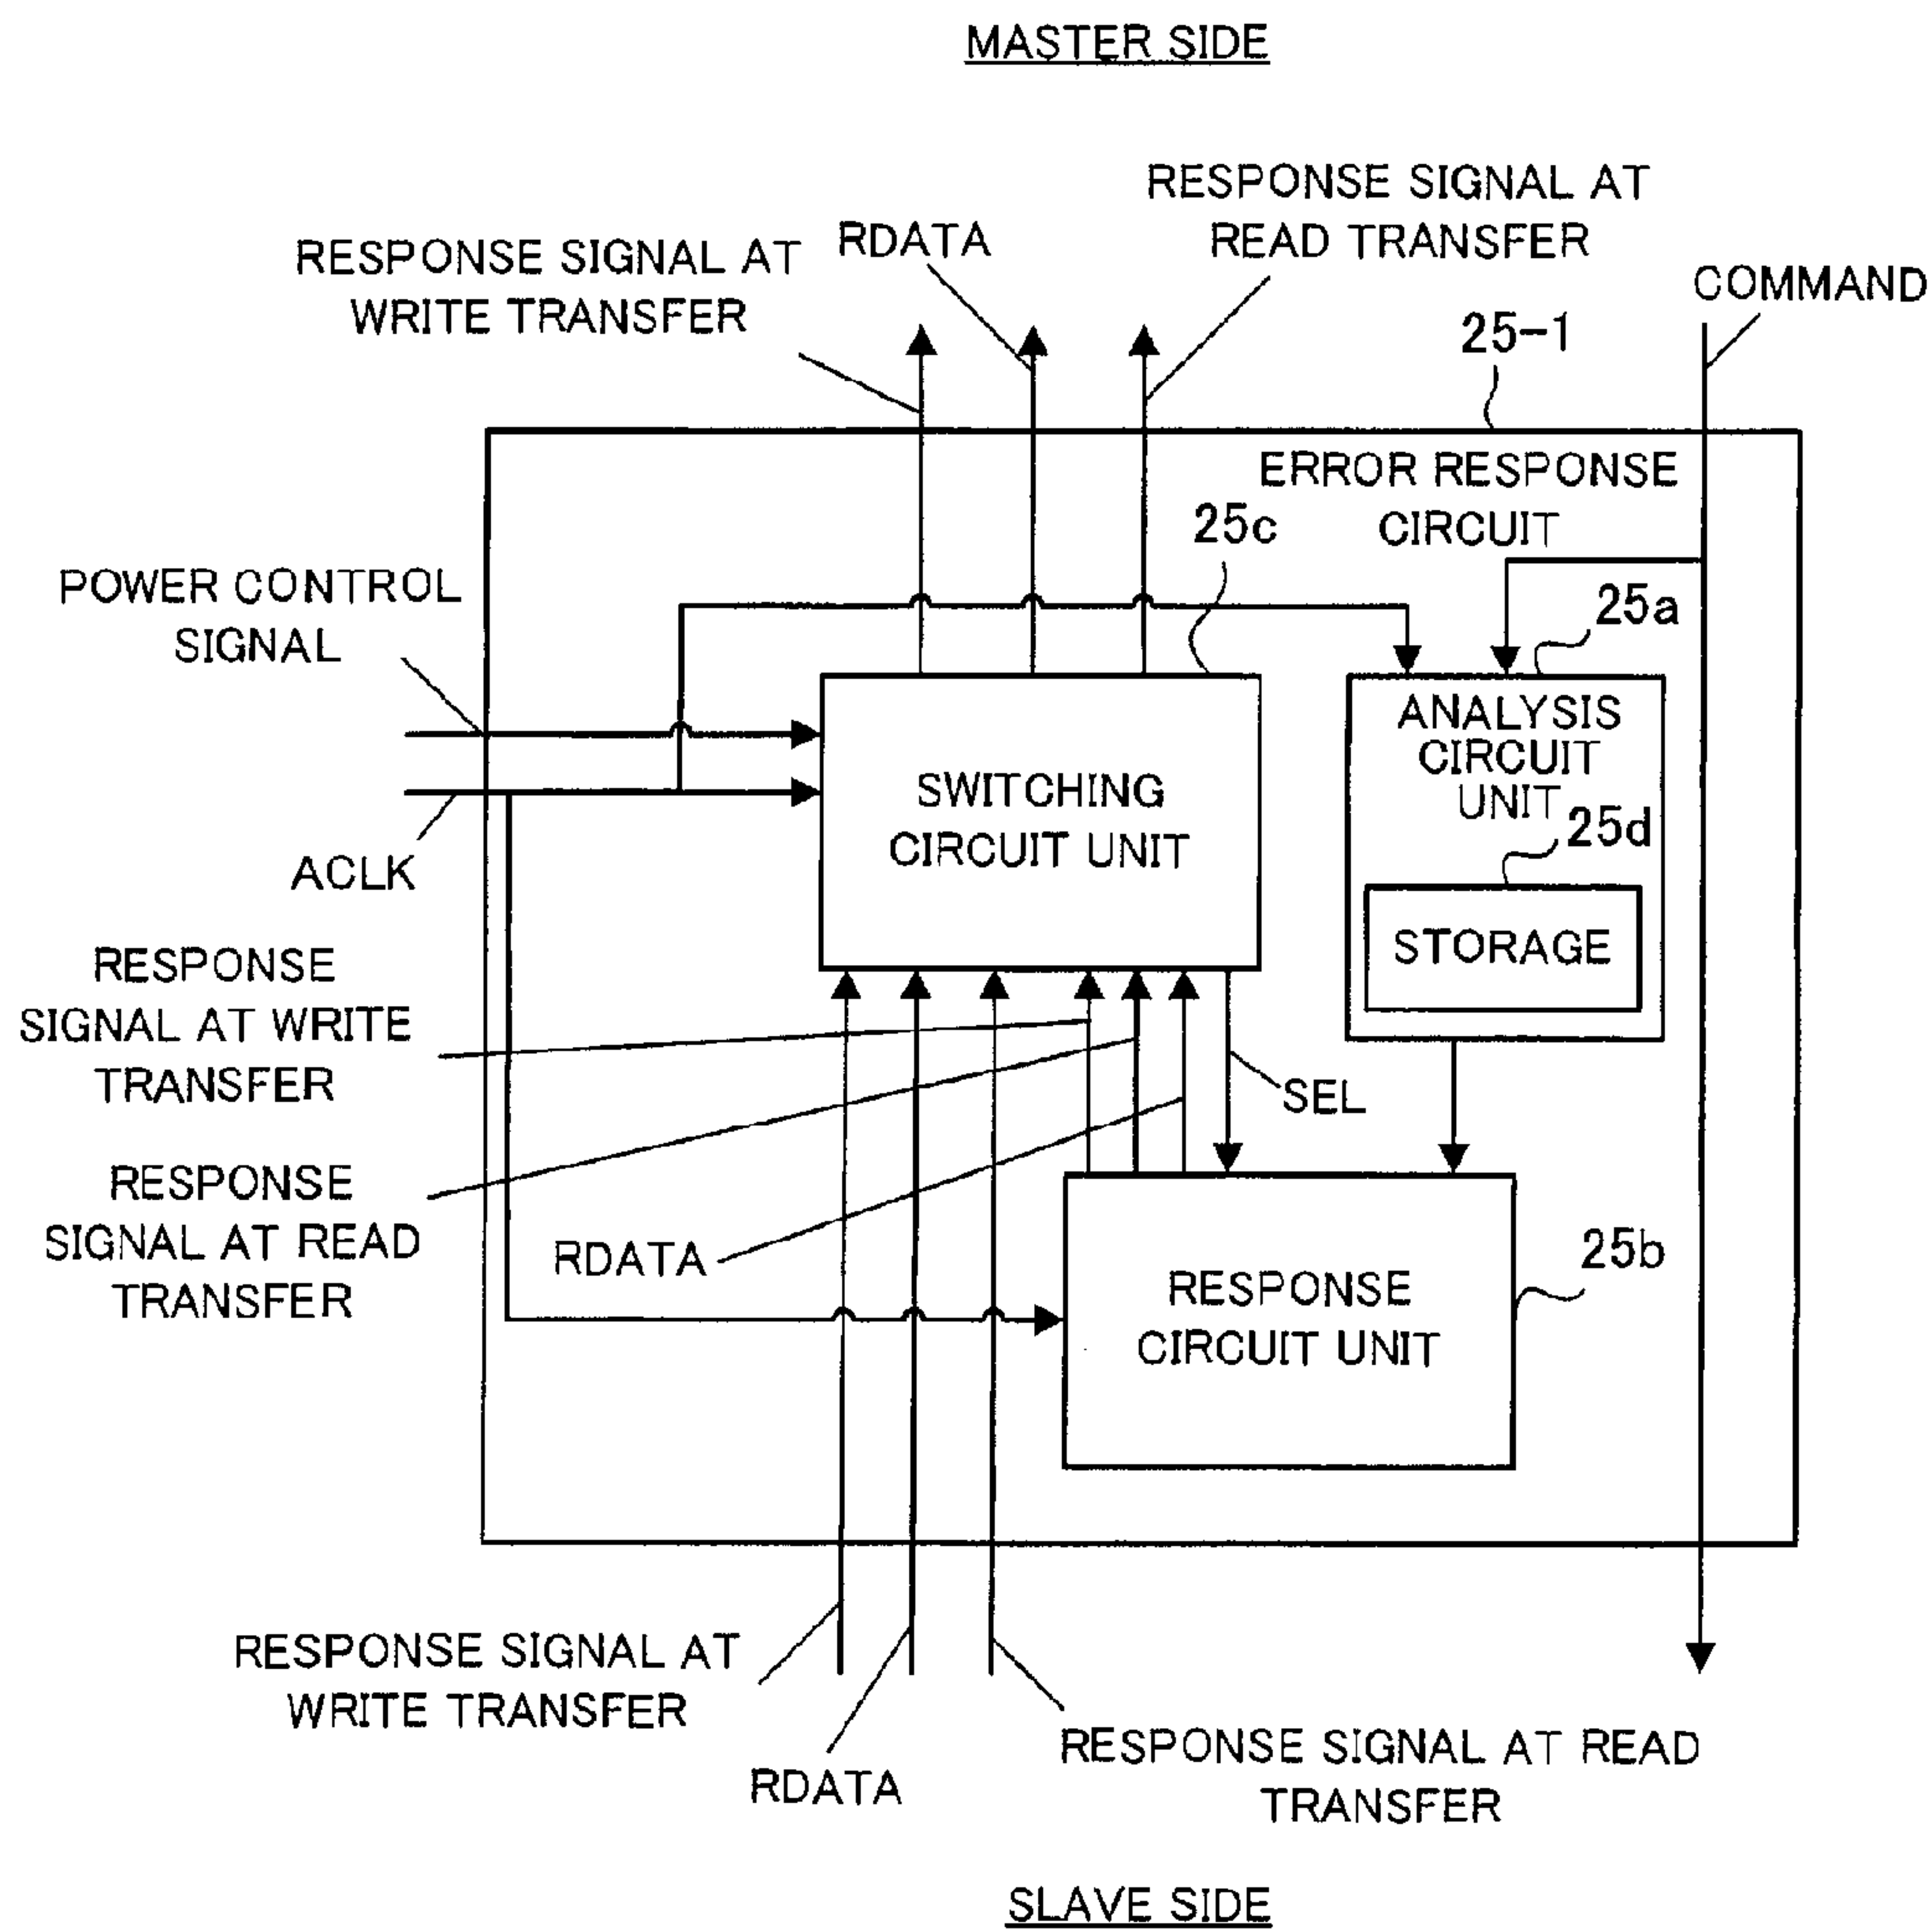 MASTER SIDE
RESPONSE SIGNAL AT
READ TRANSFER
RDATA
RESPONSE SIGNAL AT
WRITE TRANSFER
COMMAND
25-1
ERROR RESPONSE
CIRCUIT
25c
POWER CONTROL
SIGNAL
25a
ANALYSIS
CIRCUIT
UNIT
25d
STORAGE
SWITCHING
CIRCUIT UNIT
ACLK
RESPONSE
SIGNAL AT WRITE
TRANSFER
SEL
RESPONSE
SIGNAL AT READ
TRANSFER
RDATA
25b
RESPONSE
CIRCUIT UNIT
RESPONSE SIGNAL AT
WRITE TRANSFER
RDATA
RESPONSE SIGNAL AT READ
TRANSFER
SLAVE SIDE